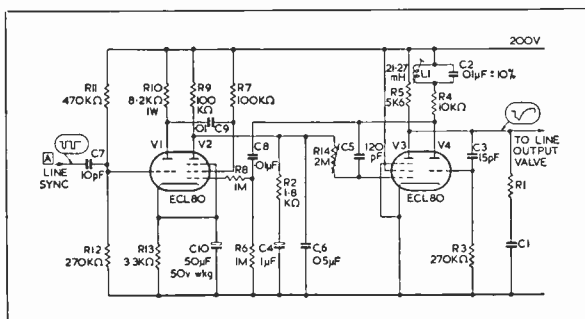 200V
R11
470KΩ
R10
8·2KΩ
1W
R9
100
KΩ
R7
100KΩ
21-27
mH
L1
C2
·01µF ± 10%
R5
5K6
R4
10KΩ
·01
C9
V1
V2
C8
·01µF
R14
2M
C5
120
pF
V3
V4
C3
15pF
TO LINE
OUTPUT
VALVE
A
LINE
SYNC
C7
10pF
R8
1M
R2
1·8
KΩ
ECL80
ECL80
R1
R12
270KΩ
R13
3·3KΩ
C10
50µF
50v wkg
R6
1M
C4
1µF
C6
·05µF
R3
270KΩ
C1